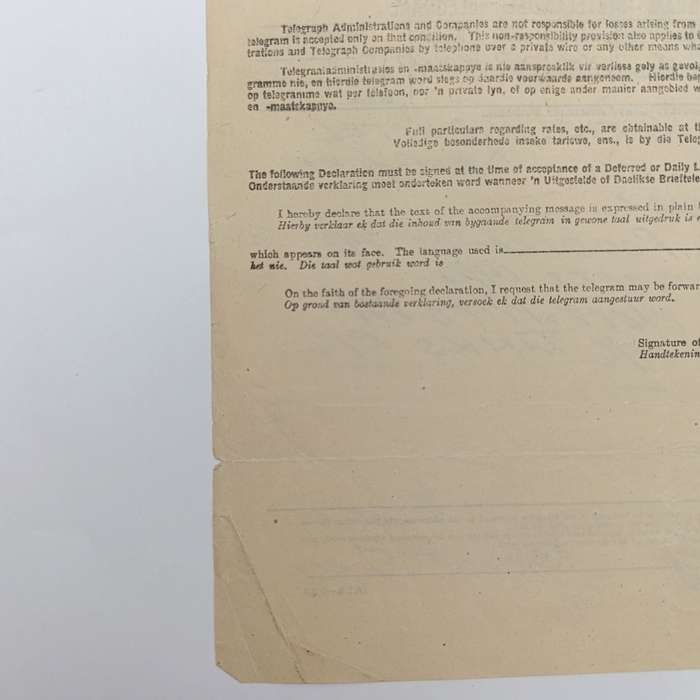 Telegraph Administrations and Companies are not responsible for losses arising from
telegram is accepted only on that condition. This non-responsibility provision also applies to
trations and Telegraph Companies by telephone over a private wire or any other means
Telegraafadministrasies en -maatskappye is nie aanspreeklik vir verliese nie,
gramme nie, en hierdie telegram word slegs op daardie voorwaarde aangeneem. Hierdie
op telegramme wat per telefoon, oor 'n private lyn, of op enige ander manier aangebied
en -maatskappye.
Full particulars regarding rates, etc., are obtainable at
Volledige besonderhede insake tariewe, ens., is by die
The following Declaration must be signed at the time of acceptance of a Deferred or Daily
Onderstaande verklaring moet onderteken word wanneer 'n Uitgestelde of Daelikse
I hereby declare that the text of the accompanying message is expressed in plain
Hierby verklaar ek dat die inhoud van bygaande telegram in gewone taal uitgedruk is
which appears on its face. The language used is
het nie. Die taal wat gebruik word is
On the faith of the foregoing declaration, I request that the telegram may be forwar
Op grond van bostaande verklaring, versoek ek dat die telegram aangestuur word.
Signature of
Handtekenin